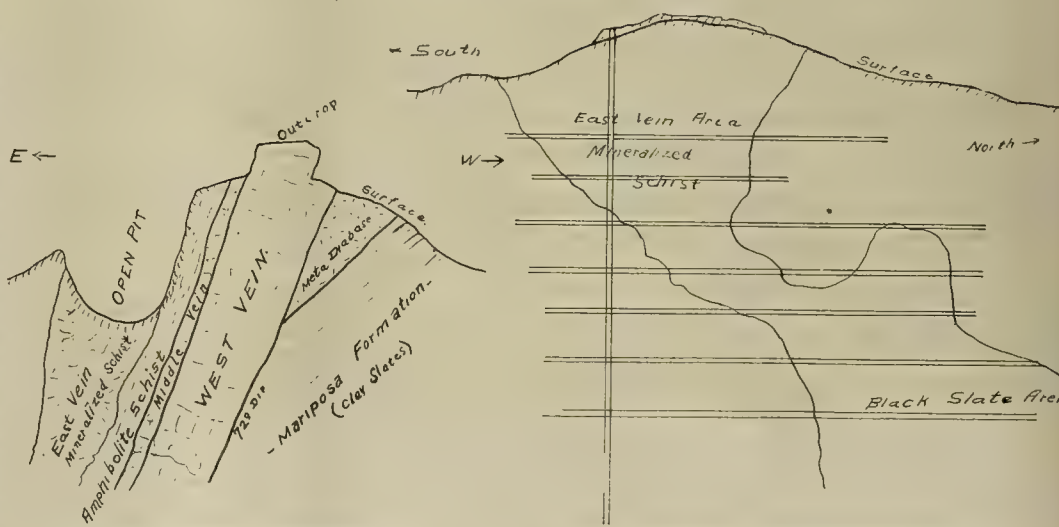 E ←
OPEN PIT
Outcrop
Surface
East Vein
Mineralized Schist
Amphibolite Schist
Middle Vein
WEST VEIN
72° Dip
Meta Diabase
- Mariposa Formation -
(Clay Slates)
W →
← South
Surface
North →
East Vein Area
Mineralized
Schist
Black Slate Area